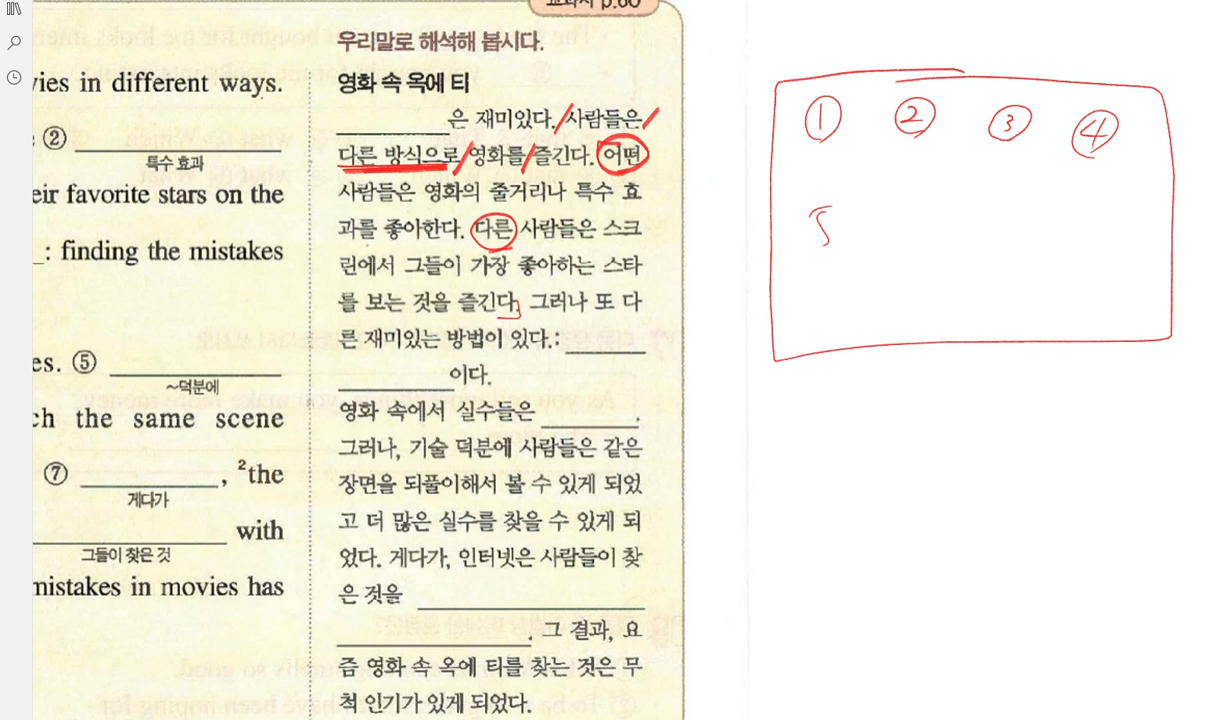 교과서 p.60
우리말로 해석해 봅시다.
영화 속 옥에 티
은 재미있다. 사람들은
다른 방식으로 영화를 즐긴다. 어떤
사람들은 영화의 줄거리나 특수 효
과를 좋아한다. 다른 사람들은 스크
린에서 그들이 가장 좋아하는 스타
를 보는 것을 즐긴다. 그러나 또 다
른 재미있는 방법이 있다.:
이다.
영화 속에서 실수들은 .
그러나, 기술 덕분에 사람들은 같은
장면을 되풀이해서 볼 수 있게 되었
고 더 많은 실수를 찾을 수 있게 되
었다. 게다가, 인터넷은 사람들이 찾
은 것을
. 그 결과, 요
즈음 영화 속 옥에 티를 찾는 것은 무
척 인기가 있게 되었다.
vies in different ways.
②
특수 효과
eir favorite stars on the
: finding the mistakes
es. ⑤
~덕분에
ch the same scene
⑦ , ²the
게다가
with
그들이 찾은 것
mistakes in movies has
① ② ③ ④